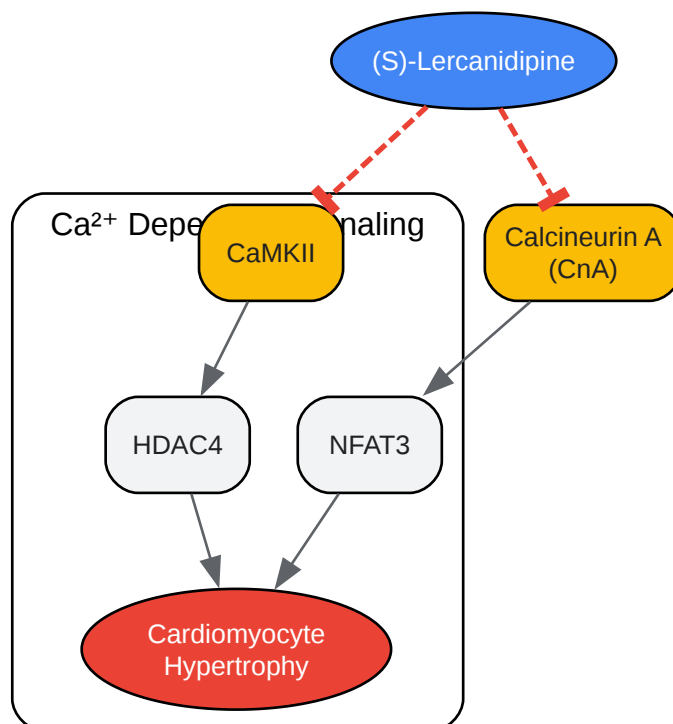 (S)-Lercanidipine
Ca²⁺ Depe naling
CaMKII
Calcineurin A
(CnA)
HDAC4
NFAT3
Cardiomyocyte
Hypertrophy